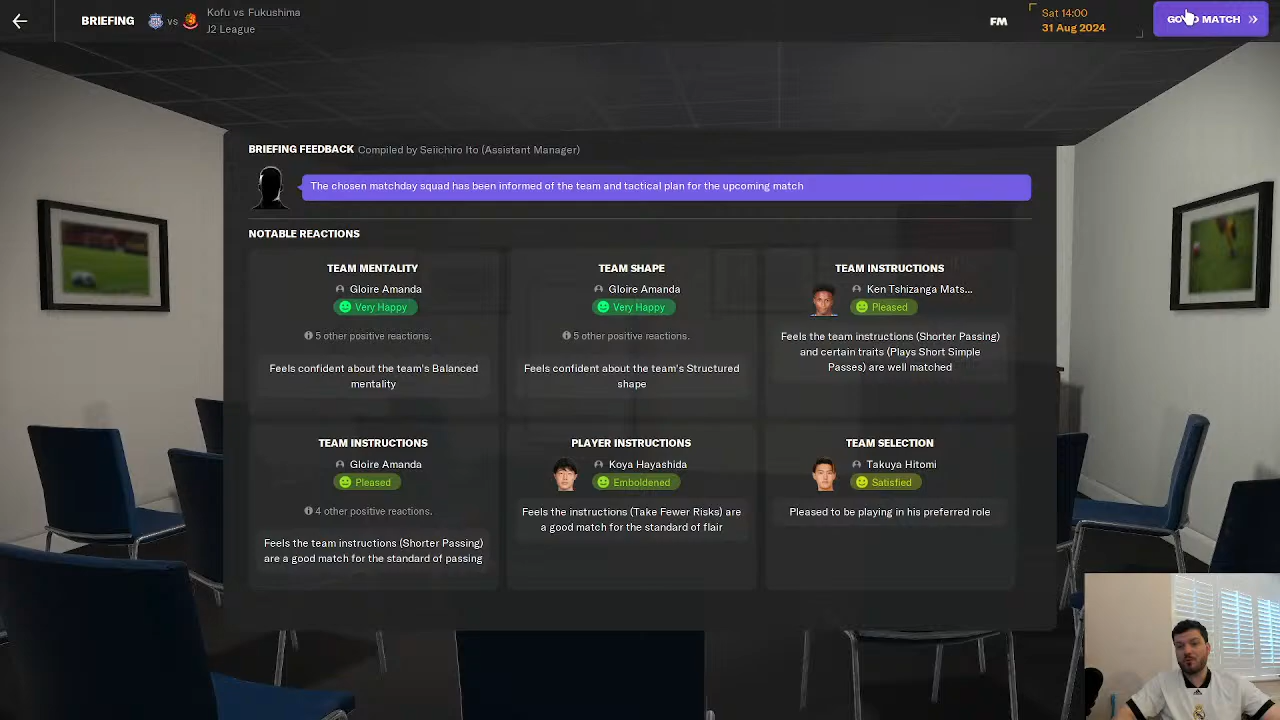 BRIEFING
vs
Kofu vs Fukushima
J2 League
FM
Sat 14:00
31 Aug 2024
MATCH
BRIEFING FEEDBACK Compiled by Seiichiro Ito (Assistant Manager)
The chosen matchday squad has been informed of the team and tactical plan for the upcoming match
NOTABLE REACTIONS
TEAM MENTALITY
Gloire Amanda
Very Happy
5 other positive reactions.
Feels confident about the team's Balanced
mentality
TEAM SHAPE
Gloire Amanda
Very Happy
5 other positive reactions.
Feels confident about the team's Structured
shape
TEAM INSTRUCTIONS
Ken Tshizanga Mats...
Pleased
Feels the team instructions (Shorter Passing)
and certain traits (Plays Short Simple
Passes) are well matched
TEAM INSTRUCTIONS
Gloire Amanda
Pleased
4 other positive reactions.
Feels the team instructions (Shorter Passing)
are a good match for the standard of passing
PLAYER INSTRUCTIONS
Koya Hayashida
Emboldened
Feels the instructions (Take Fewer Risks) are
a good match for the standard of flair
TEAM SELECTION
Takuya Hitomi
Satisfied
Pleased to be playing in his preferred role